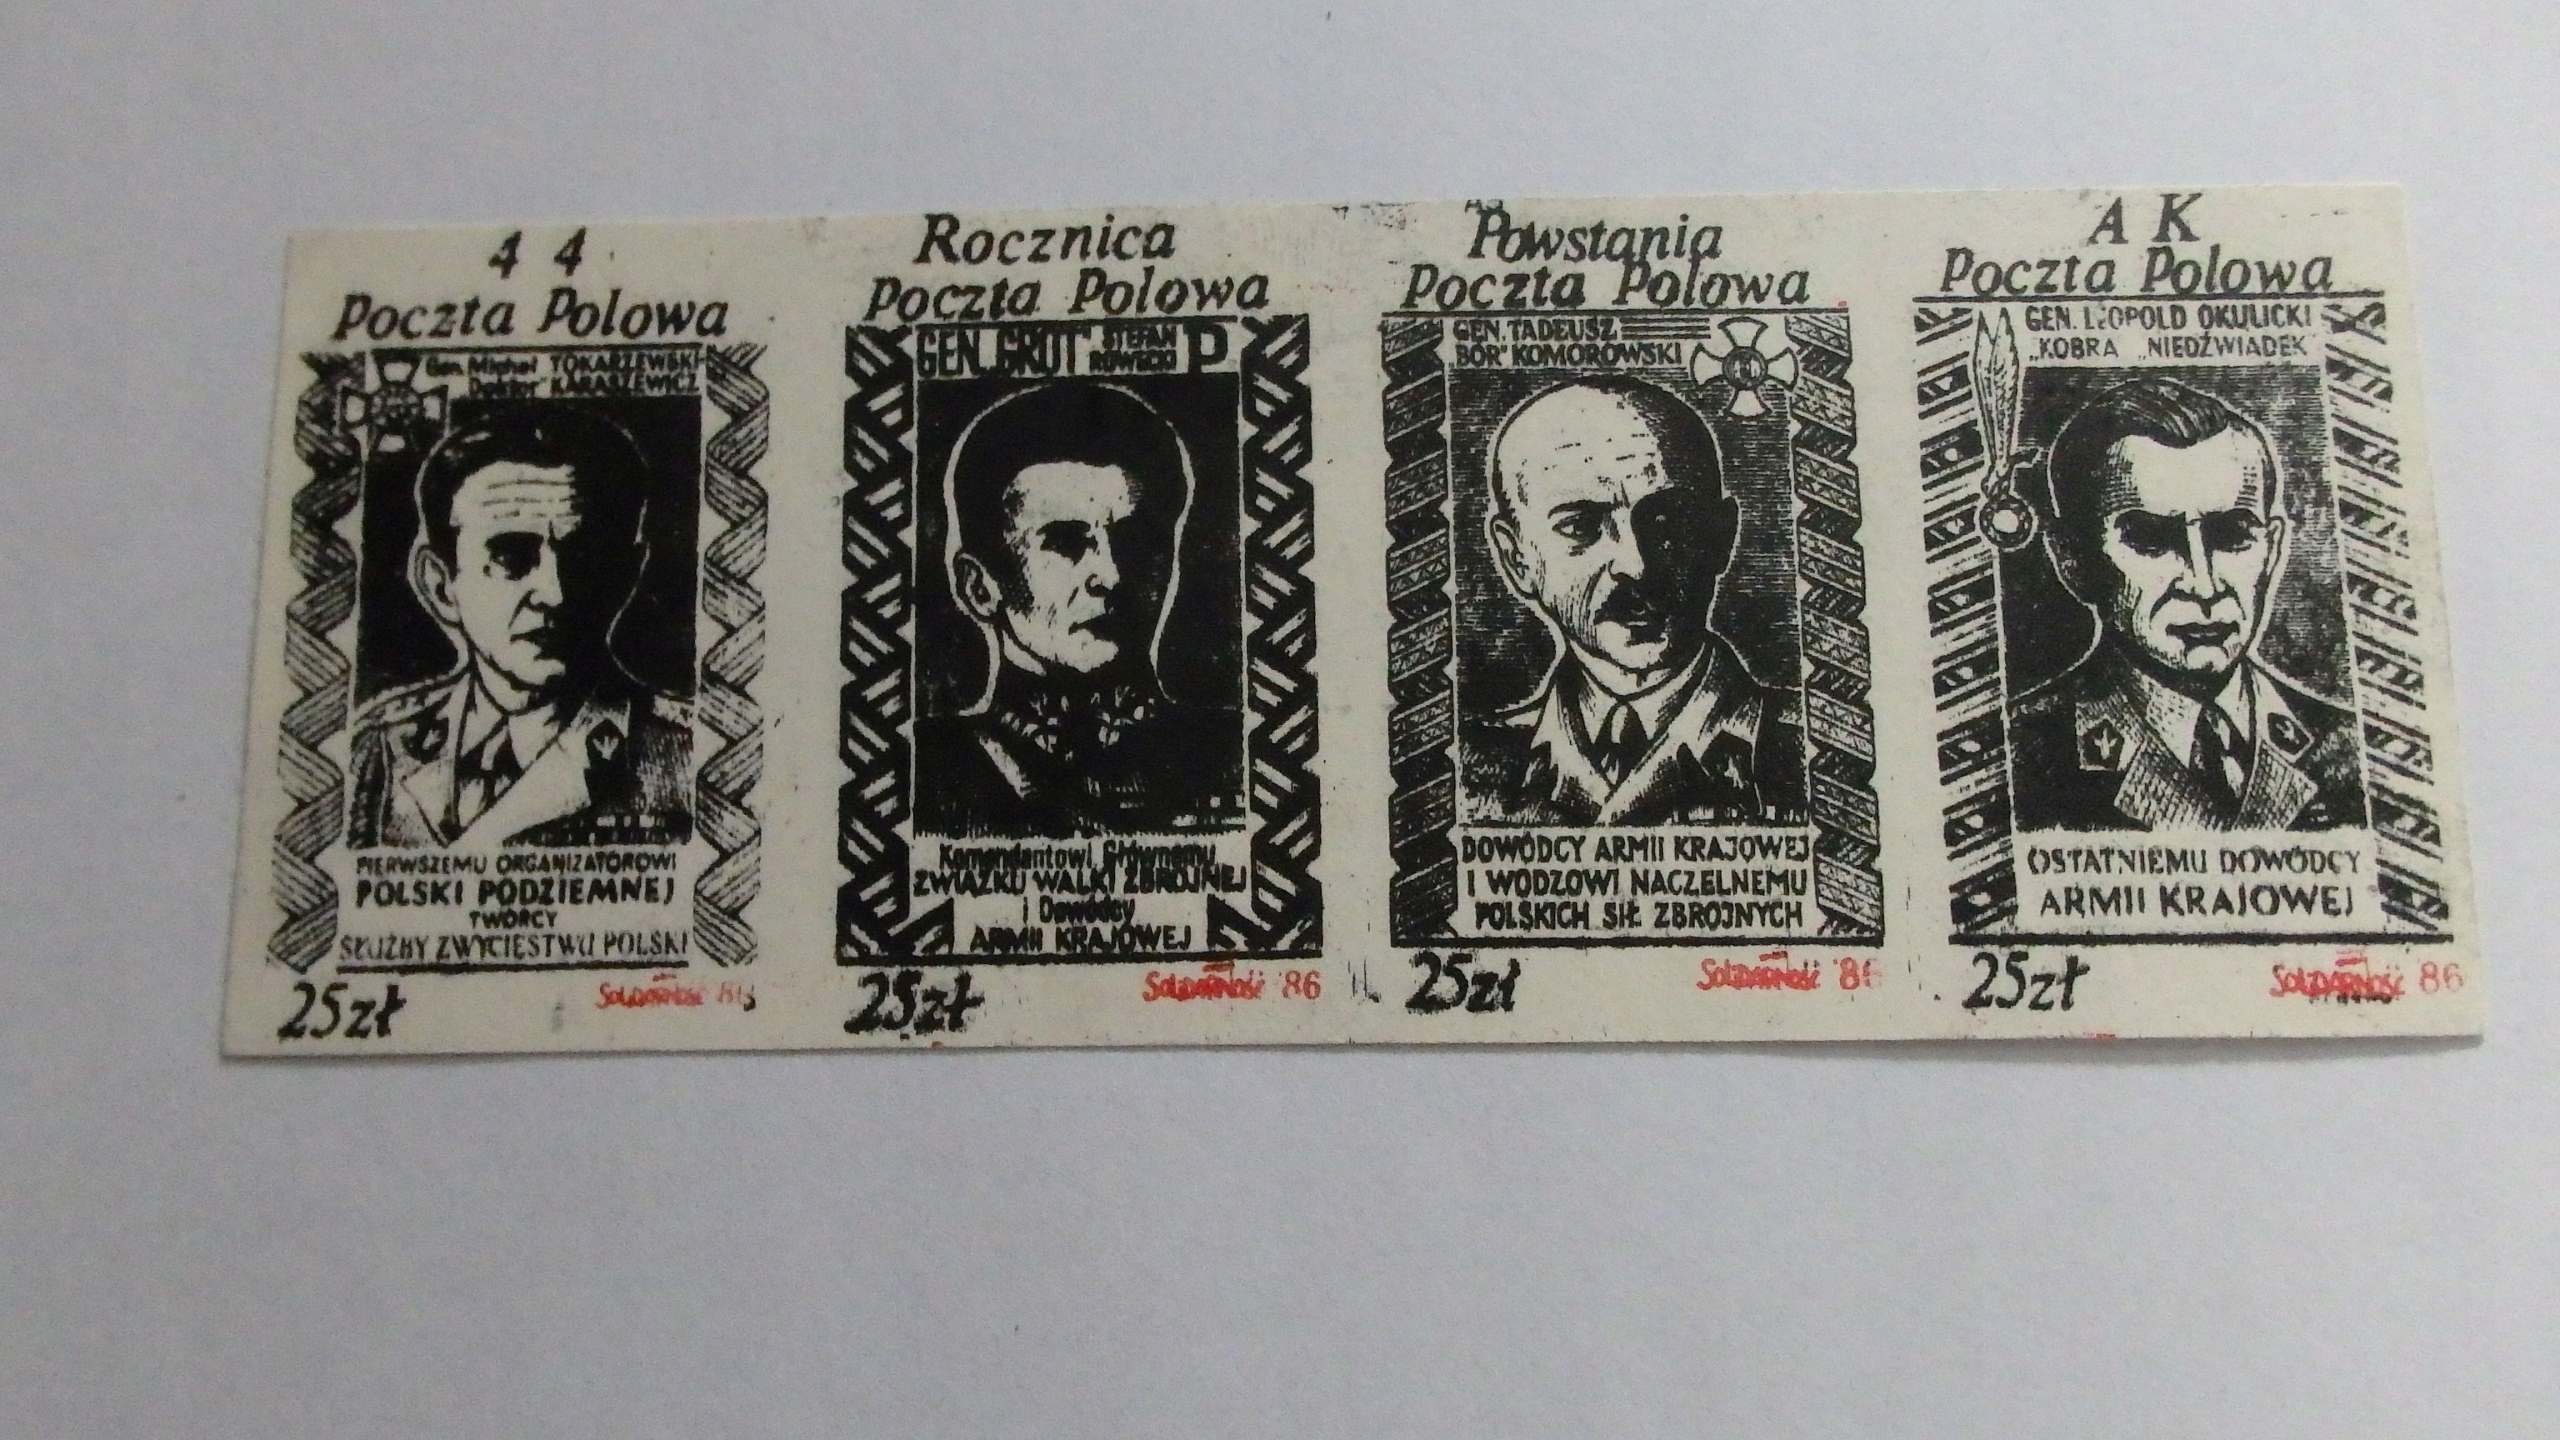 4 4
Poczta Polowa
Gen. Michał TOKARZEWSKI
"Doktor" KARASZEWICZ
PIERWSZEMU ORGANIZATOROWI
POLSKI PODZIEMNEJ
TWÓRCY
SŁUŻBY ZWYCIĘSTWU POLSKI
25zł
SOLIDARNOŚĆ
Rocznica
Poczta Polowa
GEN. "GROT" STEFAN ROWECKI P
Komendantowi Głównemu
ZWIĄZKU WALKI ZBROJNEJ
i Dowódcy
ARMII KRAJOWEJ
25zł
SOLIDARNOŚĆ '86
Powstania
Poczta Polowa
GEN. TADEUSZ
„BÓR" KOMOROWSKI
DOWÓDCY ARMII KRAJOWEJ
I WODZOWI NACZELNEMU
POLSKICH SIŁ ZBROJNYCH
25zł
SOLIDARNOŚĆ '86
A K
Poczta Polowa
GEN. LEOPOLD OKULICKI
„KOBRA „NIEDŹWIADEK"
OSTATNIEMU DOWÓDCY
ARMII KRAJOWEJ
25zł
SOLIDARNOŚĆ 86